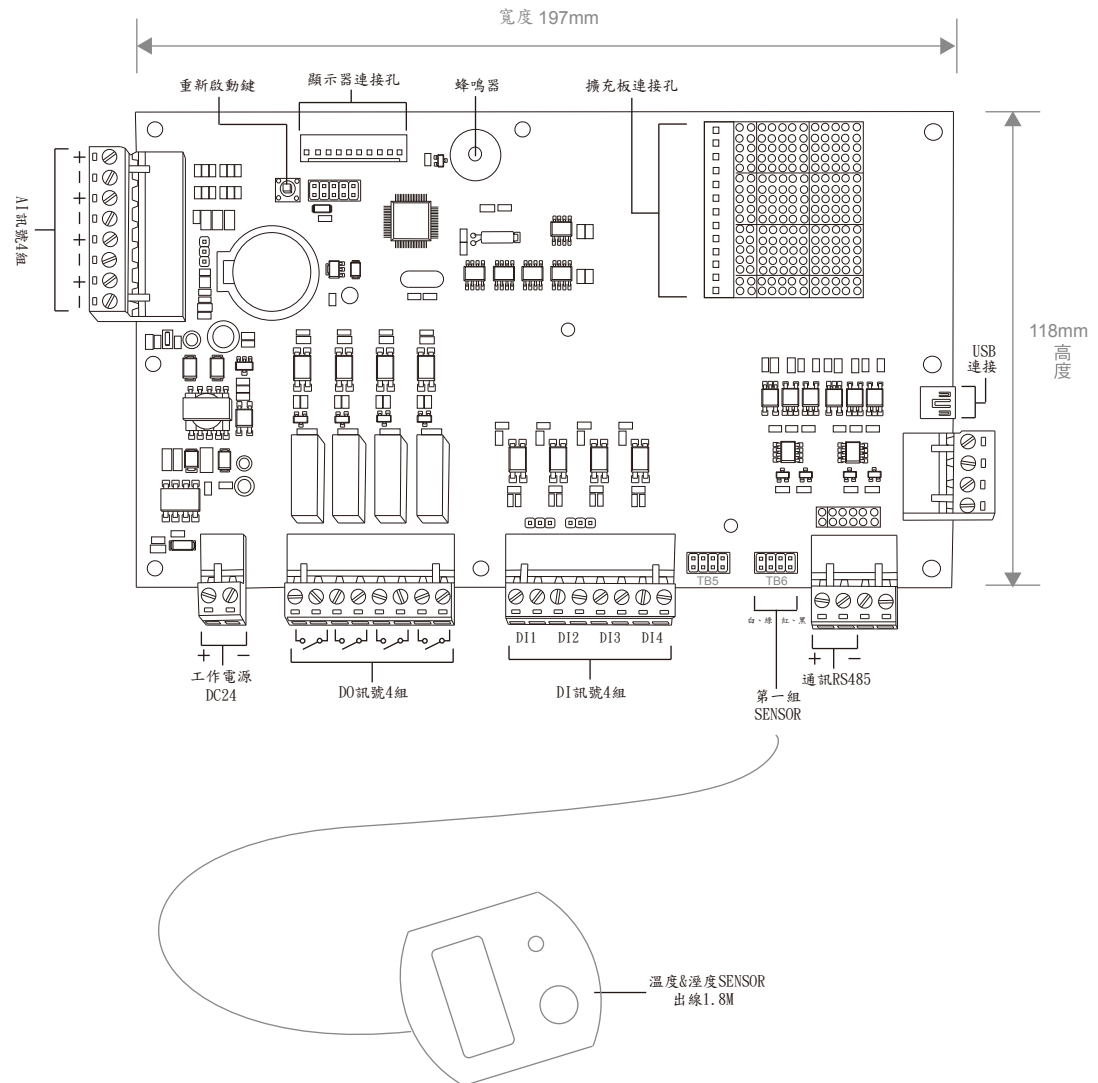 寬度 197mm
重新啟動鍵
顯示器連接孔
蜂鳴器
擴充板連接孔
+
−
+
−
+
−
+
−
AI訊號4組
118mm
高度
USB
連接
TB5
TB6
白、綠 紅、黑
DI1 DI2 DI3 DI4
+ −
工作電源
DC24
DO訊號4組
DI訊號4組
第一組
SENSOR
+ −
通訊RS485
溫度&溼度SENSOR
出線1.8M